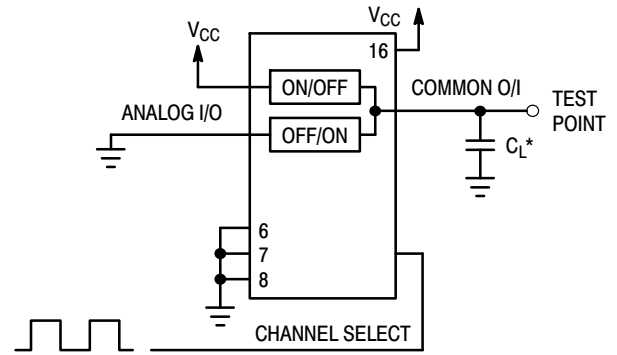 VCC
VCC
16
ON/OFF
COMMON O/I
TEST
POINT
ANALOG I/O
OFF/ON
CL*
6
7
8
CHANNEL SELECT